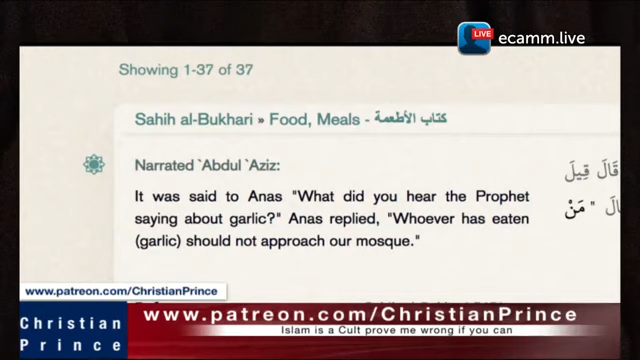 LIVE
ecamm.live
Showing 1-37 of 37
Sahih al-Bukhari » Food, Meals - كتاب الأطعمة
Narrated `Abdul `Aziz:
قَالَ قِيلَ
It was said to Anas "What did you hear the Prophet
saying about garlic?" Anas replied, "Whoever has eaten
" مَنْ
(garlic) should not approach our mosque."
www.patreon.com/ChristianPrince
Christian
Prince
www.patreon.com/ChristianPrince
Islam is a Cult prove me wrong if you can